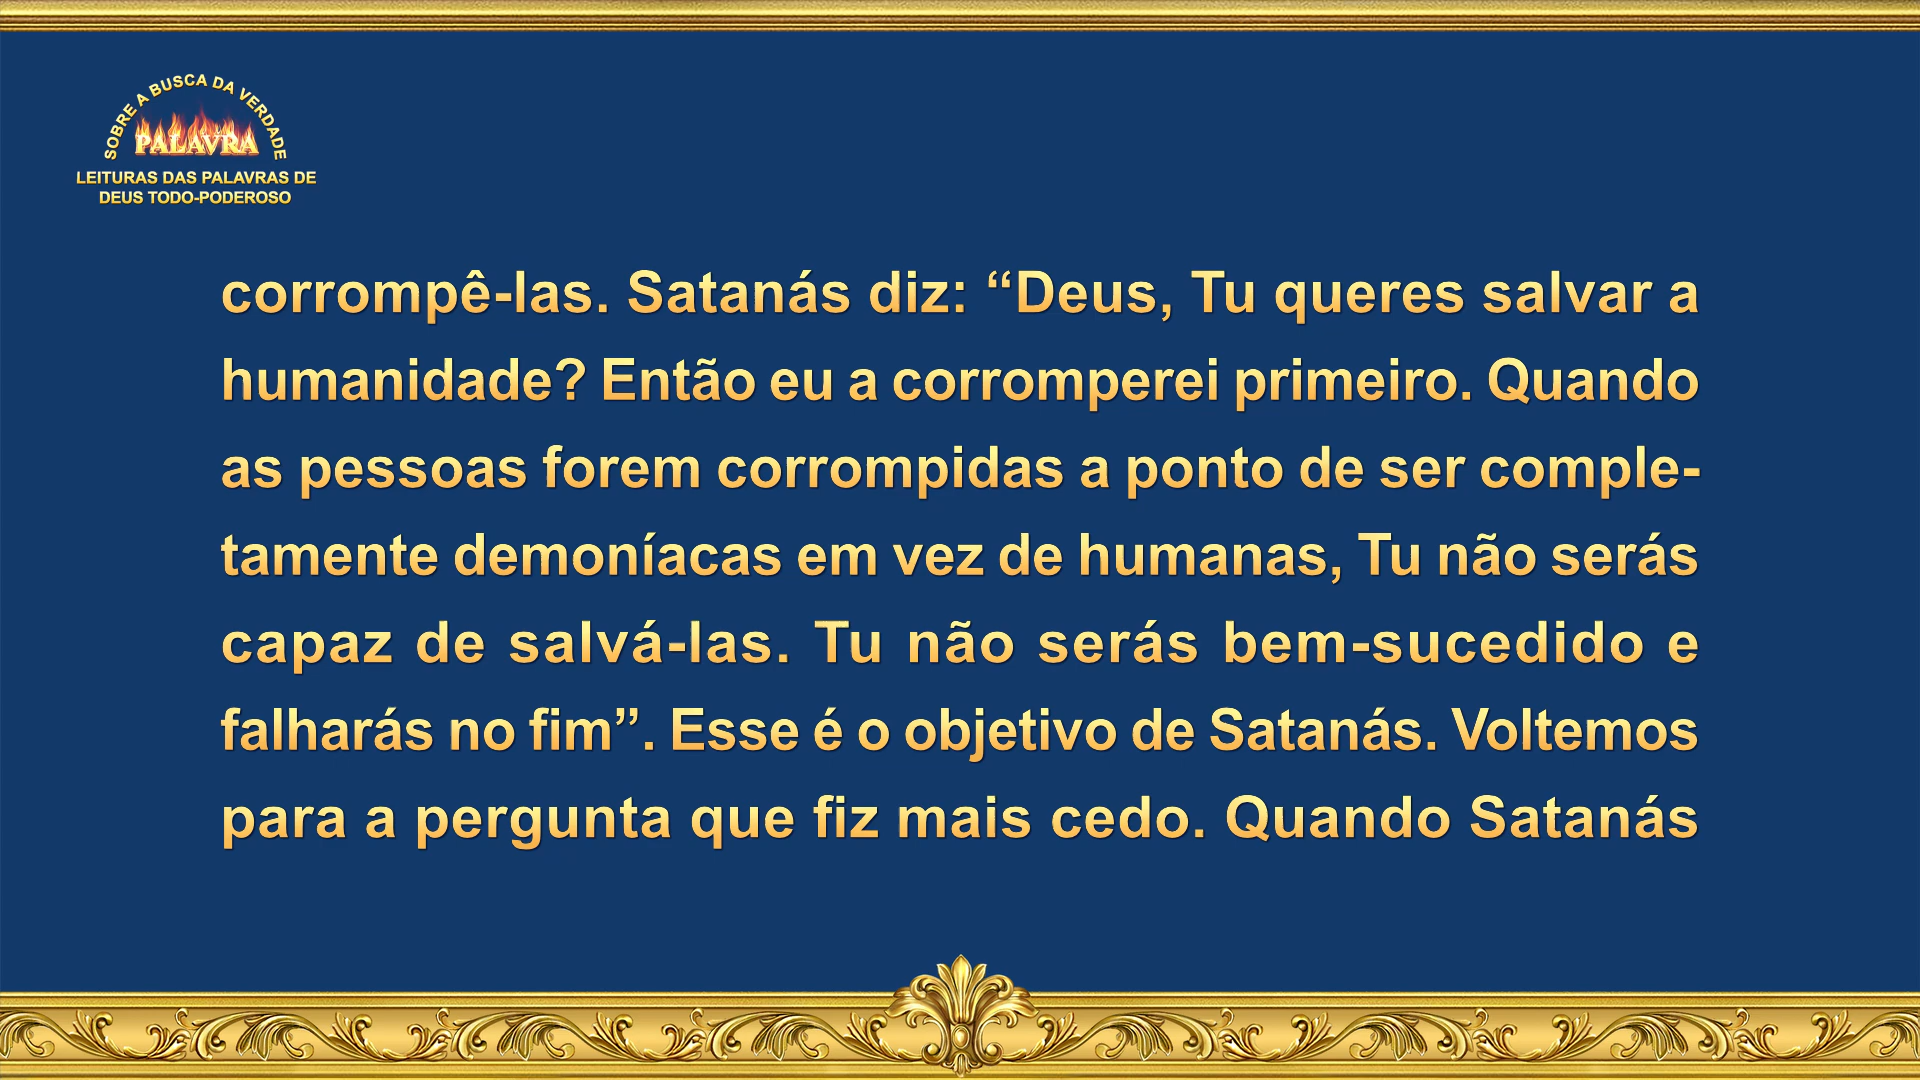 SOBRE A BUSCA DA VERDADE
PALAVRA
LEITURAS DAS PALAVRAS DE
DEUS TODO-PODEROSO
corrompê-las. Satanás diz: “Deus, Tu queres salvar a
humanidade? Então eu a corromperei primeiro. Quando
as pessoas forem corrompidas a ponto de ser comple-
tamente demoníacas em vez de humanas, Tu não serás
capaz de salvá-las. Tu não serás bem-sucedido e
falharás no fim”. Esse é o objetivo de Satanás. Voltemos
para a pergunta que fiz mais cedo. Quando Satanás